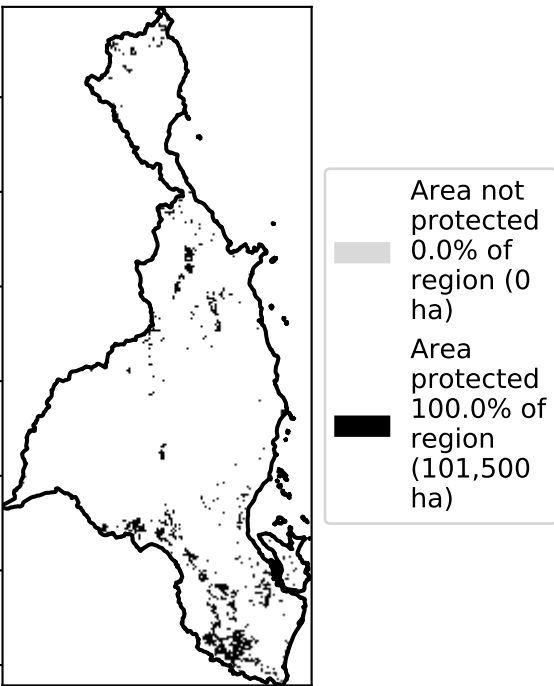 Area not
protected
0.0% of
region (0
ha)
Area
protected
100.0% of
region
(101,500
ha)